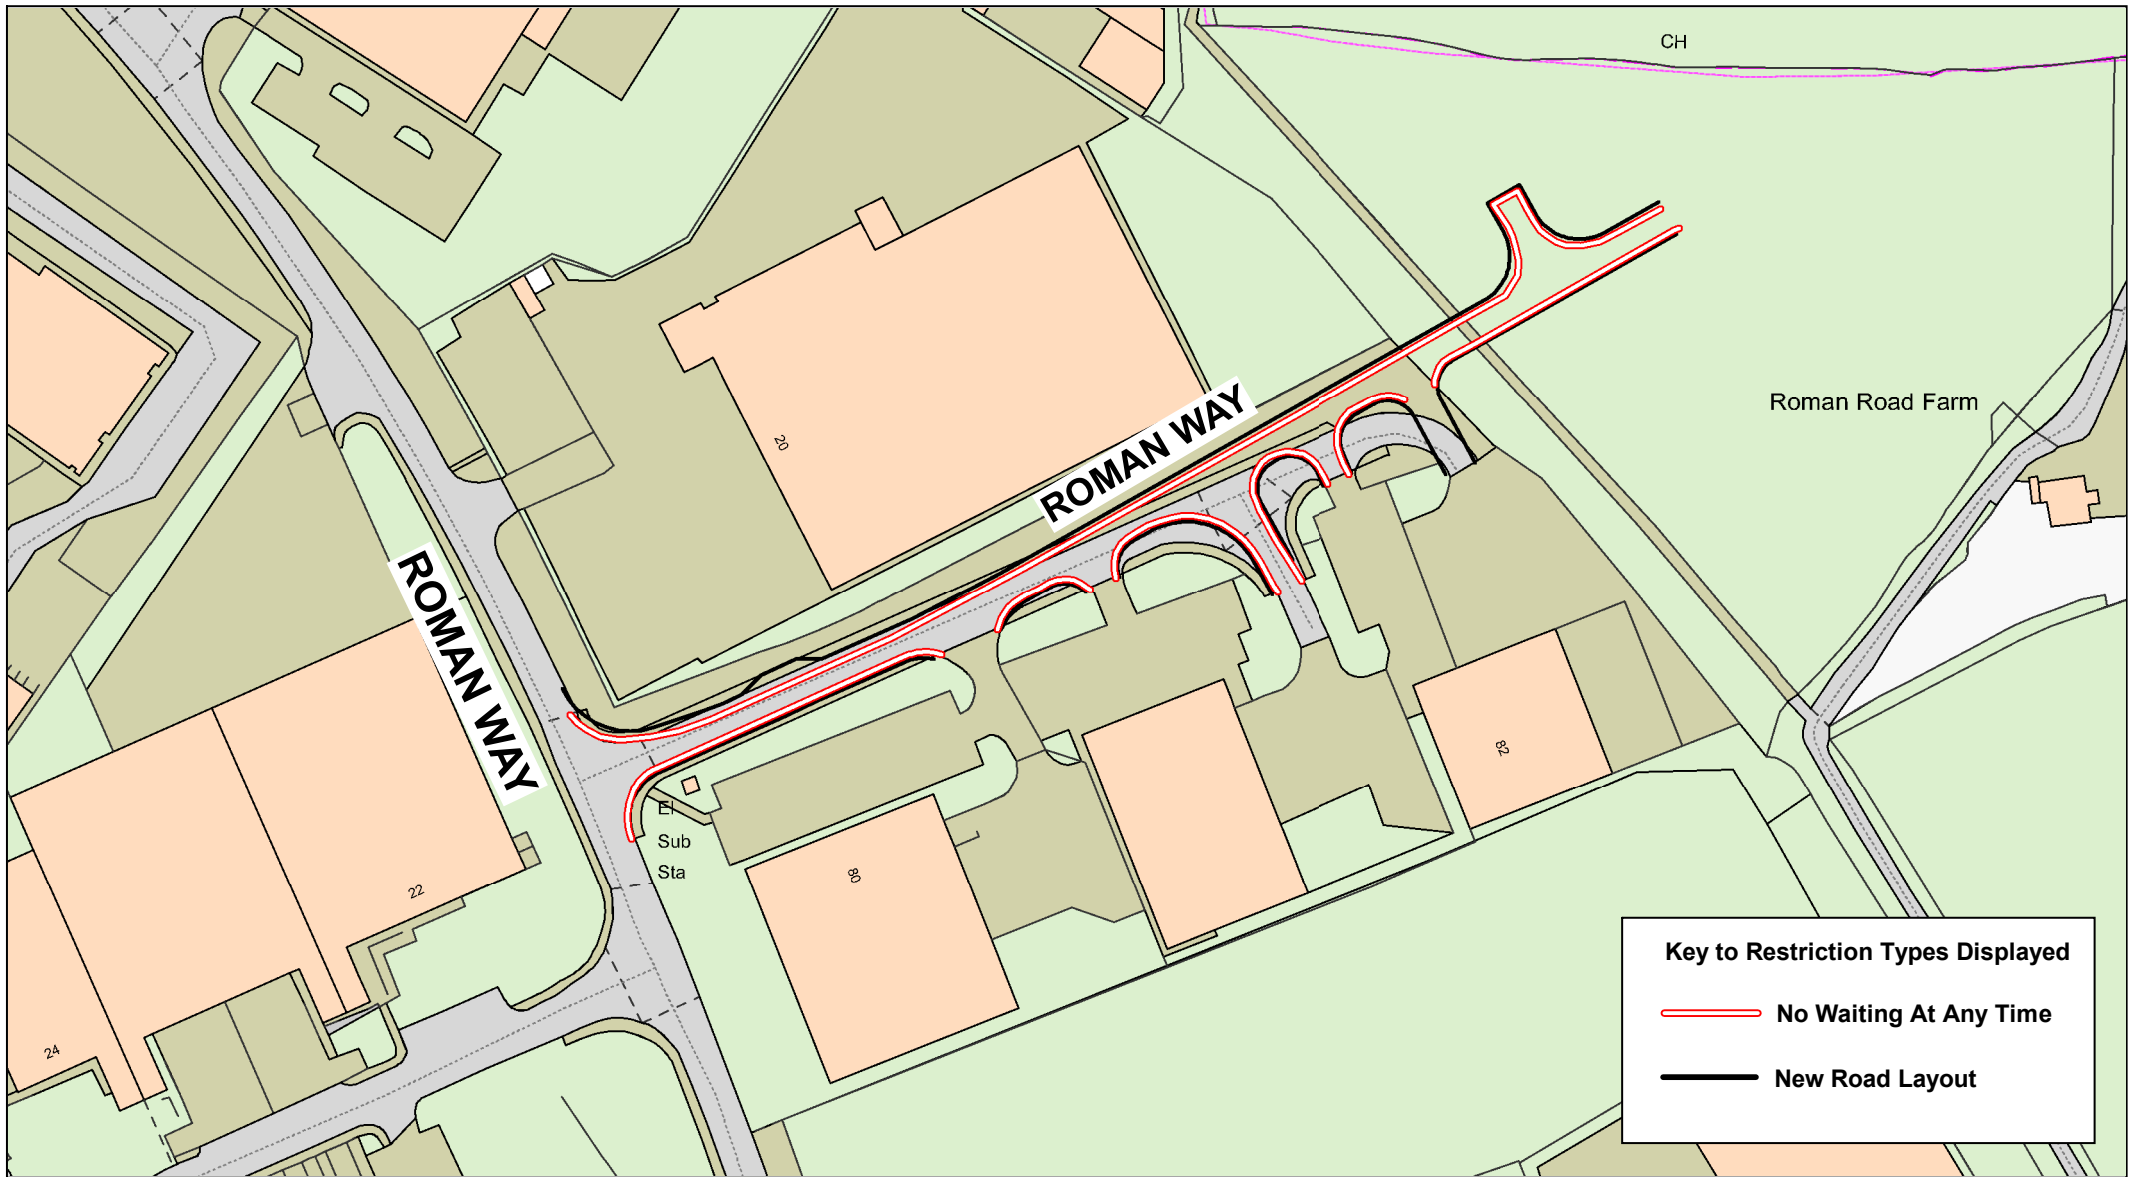 CH
Roman Road Farm
20
ROMAN WAY
ROMAN WAY
82
El
Sub
Sta
80
22
24
Key to Restriction Types Displayed
No Waiting At Any Time
New Road Layout